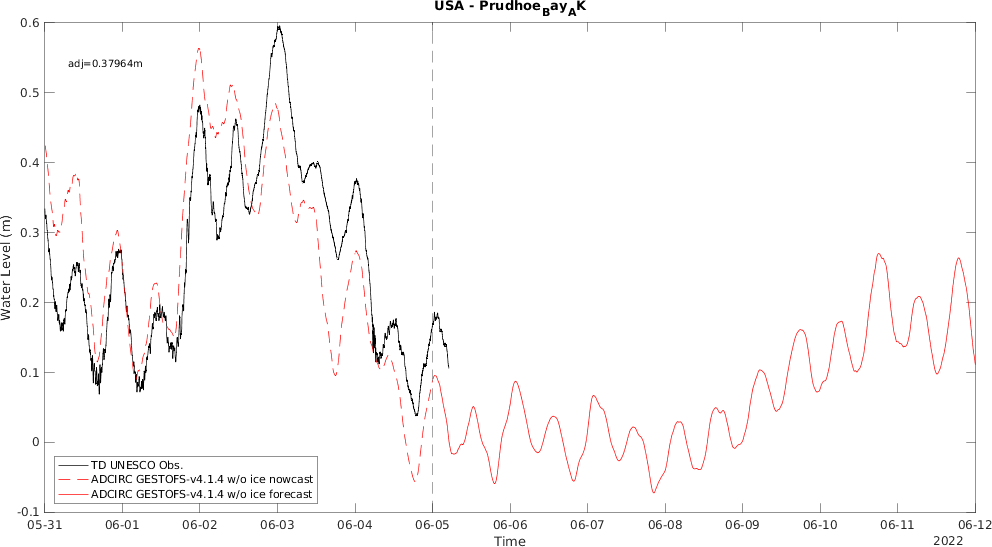 USA - PrudhoeBayAK
adj=0.37964m
0.6
0.5
0.4
0.3
0.2
0.1
0
-0.1
Water Level (m)
TD UNESCO Obs.
ADCIRC GESTOFS-v4.1.4 w/o ice nowcast
ADCIRC GESTOFS-v4.1.4 w/o ice forecast
05-31 06-01 06-02 06-03 06-04 06-05 06-06 06-07 06-08 06-09 06-10 06-11 06-12
Time
2022